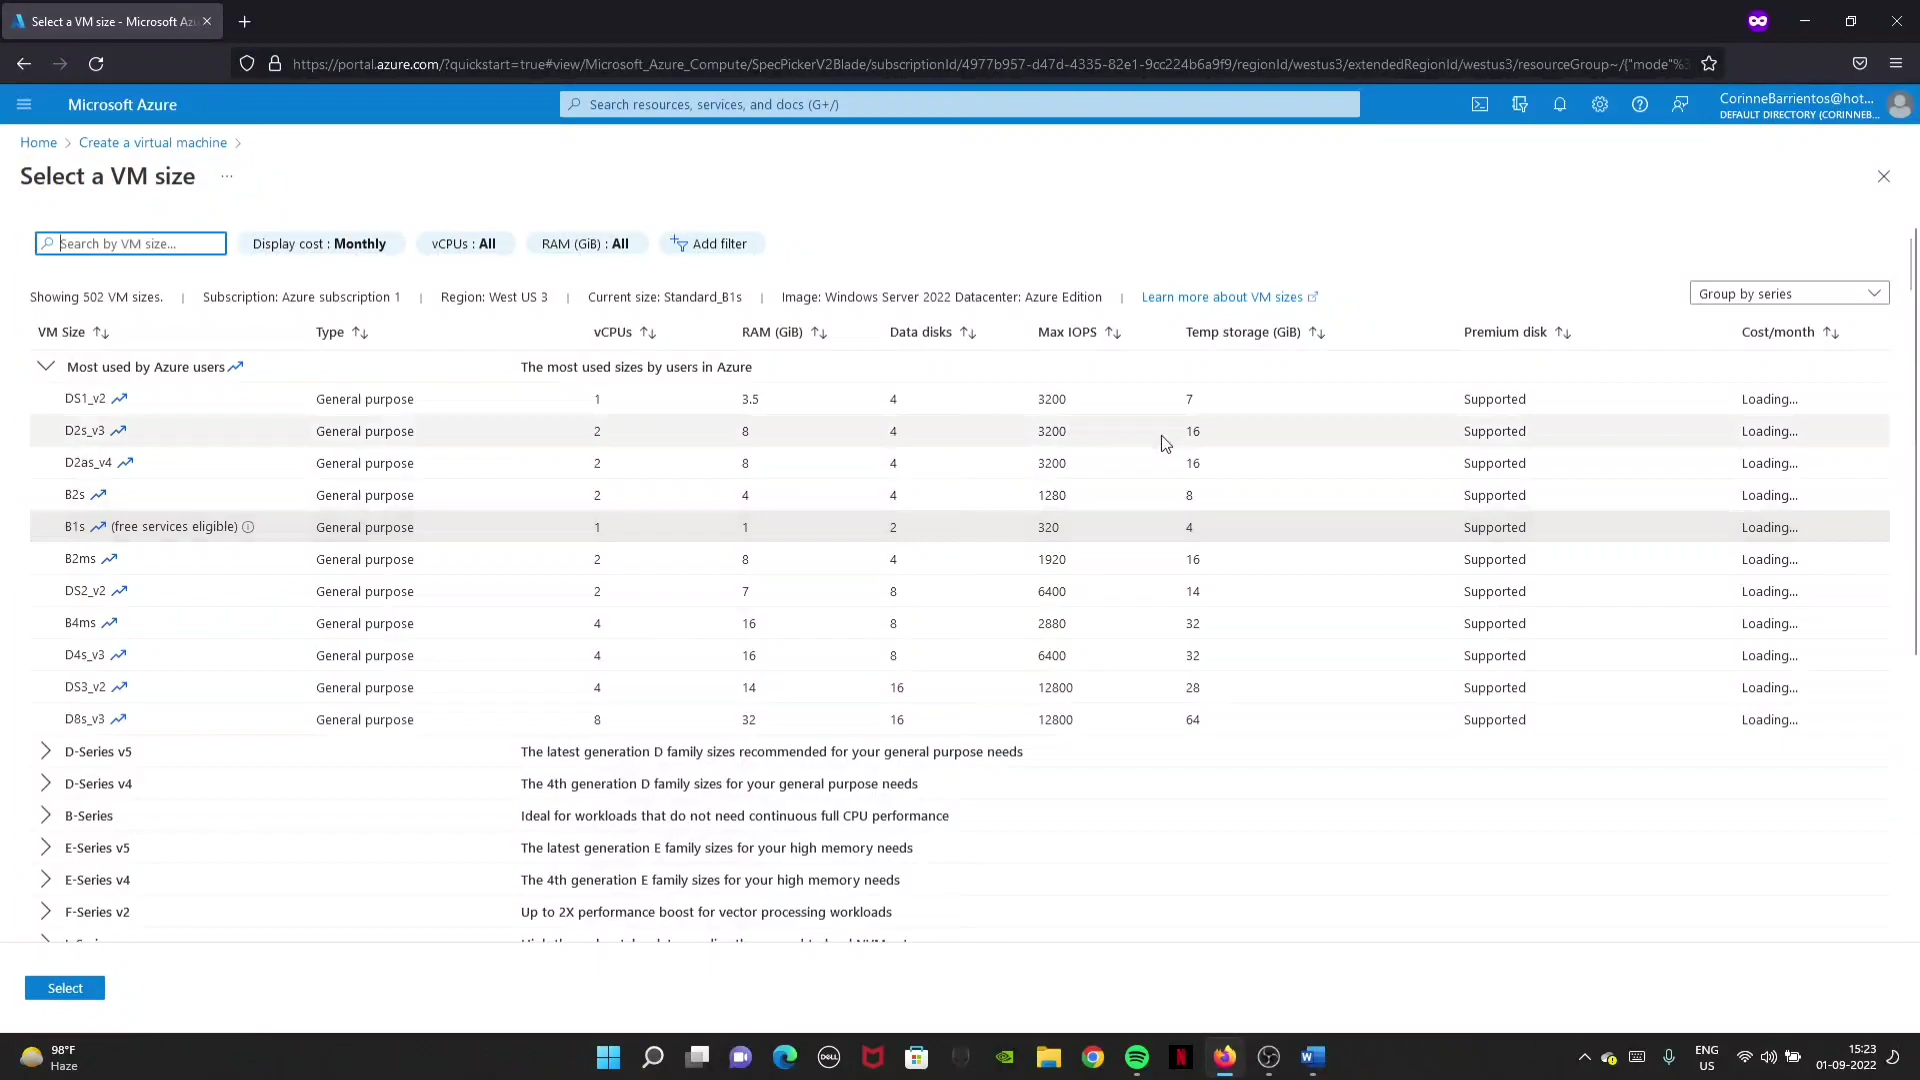 Select a VM size - Microsoft Az
https://portal.azure.com/?quickstart=true#view/Microsoft_Azure_Compute/SpecPickerV2Blade/subscriptionId/4977b957-d47d-4335-82e1-9cc224b6a9f9/regionId/westus3/extendedRegionId/westus3/resourceGroup~/{"mode"%3
Microsoft Azure
Search resources, services, and docs (G+/)
CorinneBarrientos@hot...
DEFAULT DIRECTORY (CORINNEB...
Home > Create a virtual machine >
Select a VM size ...
Search by VM size...
Display cost : Monthly
vCPUs : All
RAM (GiB) : All
Add filter
Showing 502 VM sizes. | Subscription: Azure subscription 1 | Region: West US 3 | Current size: Standard_B1s | Image: Windows Server 2022 Datacenter: Azure Edition | Learn more about VM sizes
Group by series
VM Size Type vCPUs RAM (GiB) Data disks Max IOPS Temp storage (GiB) Premium disk Cost/month
Most used by Azure users The most used sizes by users in Azure
DS1_v2 General purpose 1 3.5 4 3200 7 Supported Loading...
D2s_v3 General purpose 2 8 4 3200 16 Supported Loading...
D2as_v4 General purpose 2 8 4 3200 16 Supported Loading...
B2s General purpose 2 4 4 1280 8 Supported Loading...
B1s (free services eligible) General purpose 1 1 2 320 4 Supported Loading...
B2ms General purpose 2 8 4 1920 16 Supported Loading...
DS2_v2 General purpose 2 7 8 6400 14 Supported Loading...
B4ms General purpose 4 16 8 2880 32 Supported Loading...
D4s_v3 General purpose 4 16 8 6400 32 Supported Loading...
DS3_v2 General purpose 4 14 16 12800 28 Supported Loading...
D8s_v3 General purpose 8 32 16 12800 64 Supported Loading...
D-Series v5 The latest generation D family sizes recommended for your general purpose needs
D-Series v4 The 4th generation D family sizes for your general purpose needs
B-Series Ideal for workloads that do not need continuous full CPU performance
E-Series v5 The latest generation E family sizes for your high memory needs
E-Series v4 The 4th generation E family sizes for your high memory needs
F-Series v2 Up to 2X performance boost for vector processing workloads
Select
98°F
Haze
DELL
N
W
ENG
US
15:23
01-09-2022